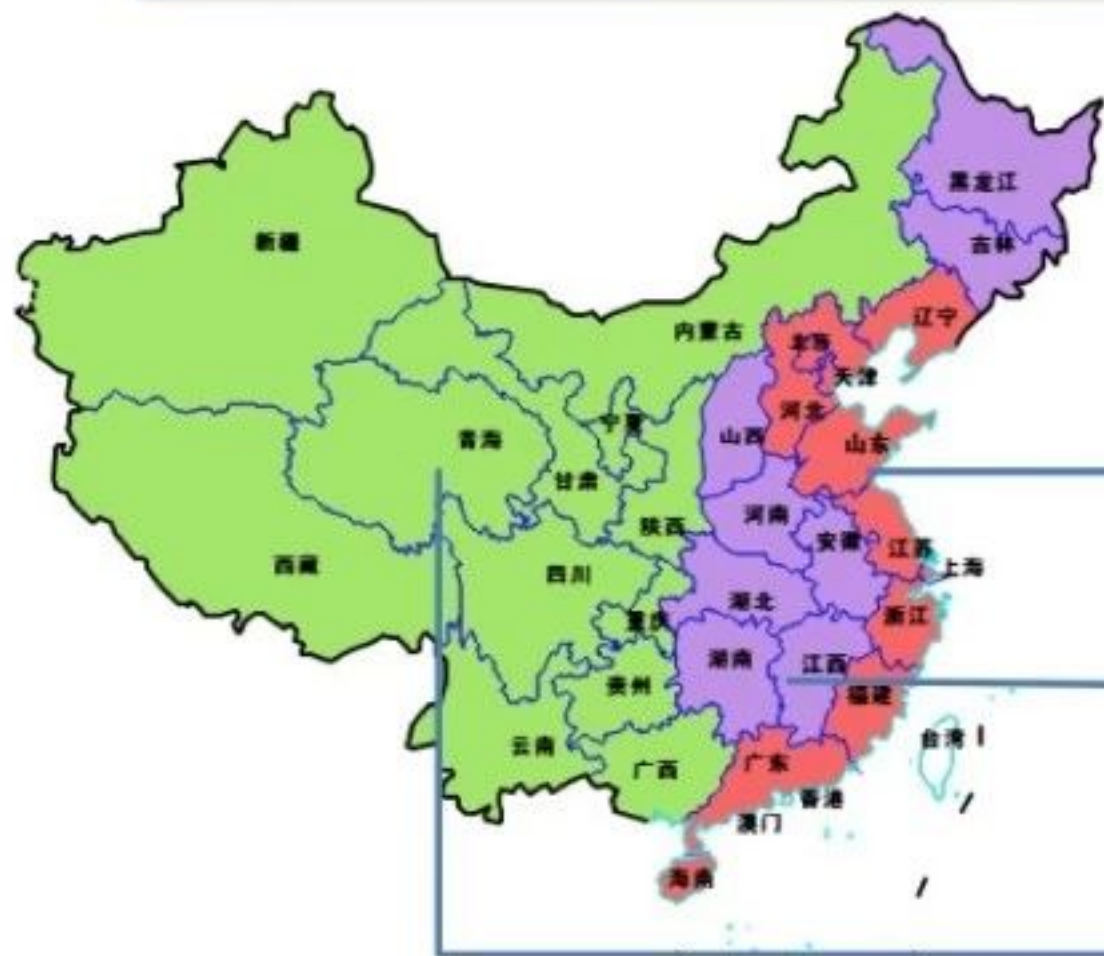 黑龙江
吉林
新疆
辽宁
内蒙古
北京
天津
河北
宁夏
青海
山西
山东
甘肃
河南
陕西
安徽
江苏
西藏
四川
上海
湖北
浙江
重庆
湖南
江西
贵州
福建
云南
台湾
广西
广东
香港
澳门
海南